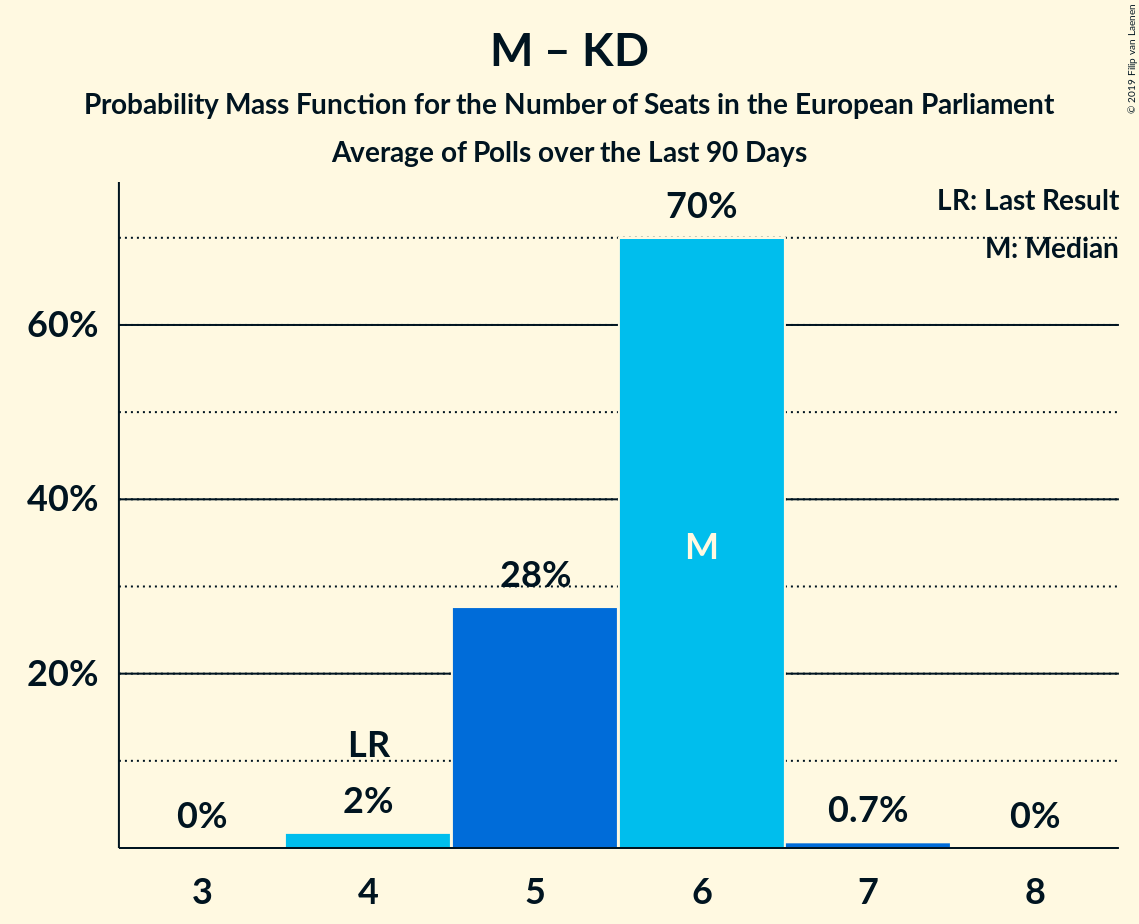 M – KD
Probability Mass Function for the Number of Seats in the European Parliament
Average of Polls over the Last 90 Days
© 2019 Filip van Laenen
LR: Last Result
M: Median
70%
60%
40%
20%
M
28%
LR
2%
0%
0.7%
0%
3 4 5 6 7 8